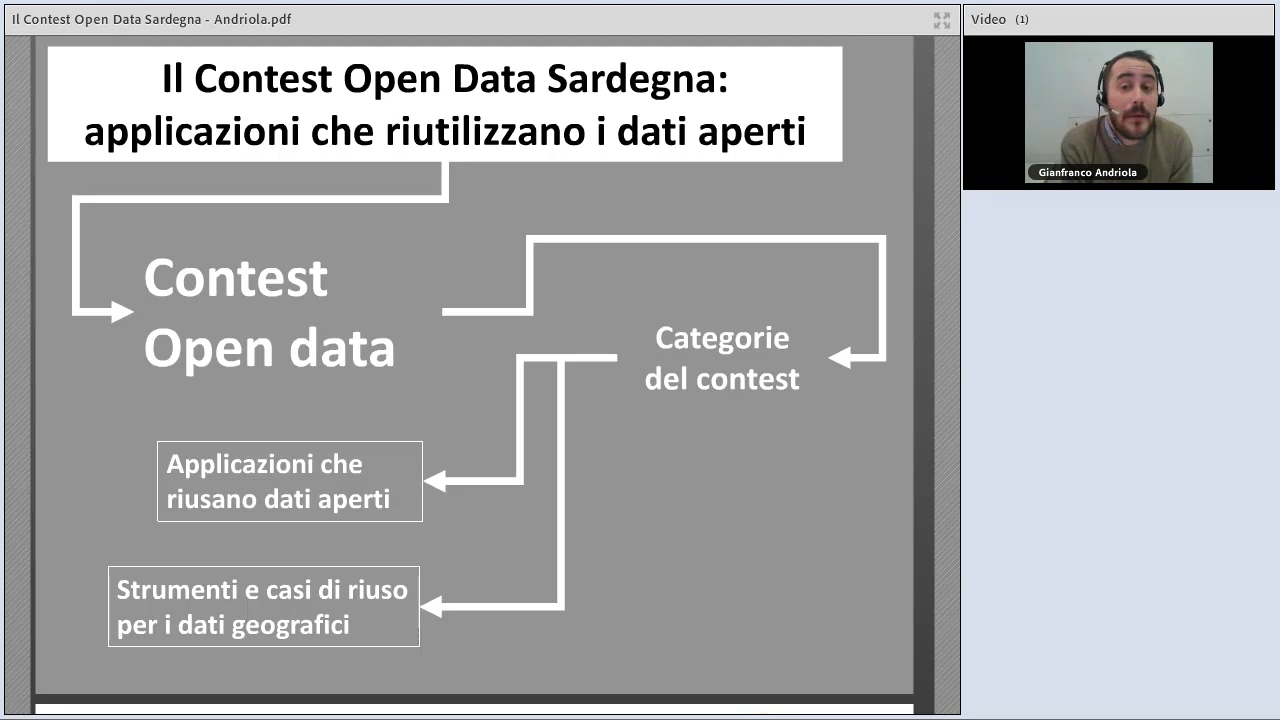 Il Contest Open Data Sardegna - Andriola.pdf
Video (1)
Il Contest Open Data Sardegna:
applicazioni che riutilizzano i dati aperti
Gianfranco Andriola
Contest
Open data
Categorie
del contest
Applicazioni che
riusano dati aperti
Strumenti e casi di riuso
per i dati geografici